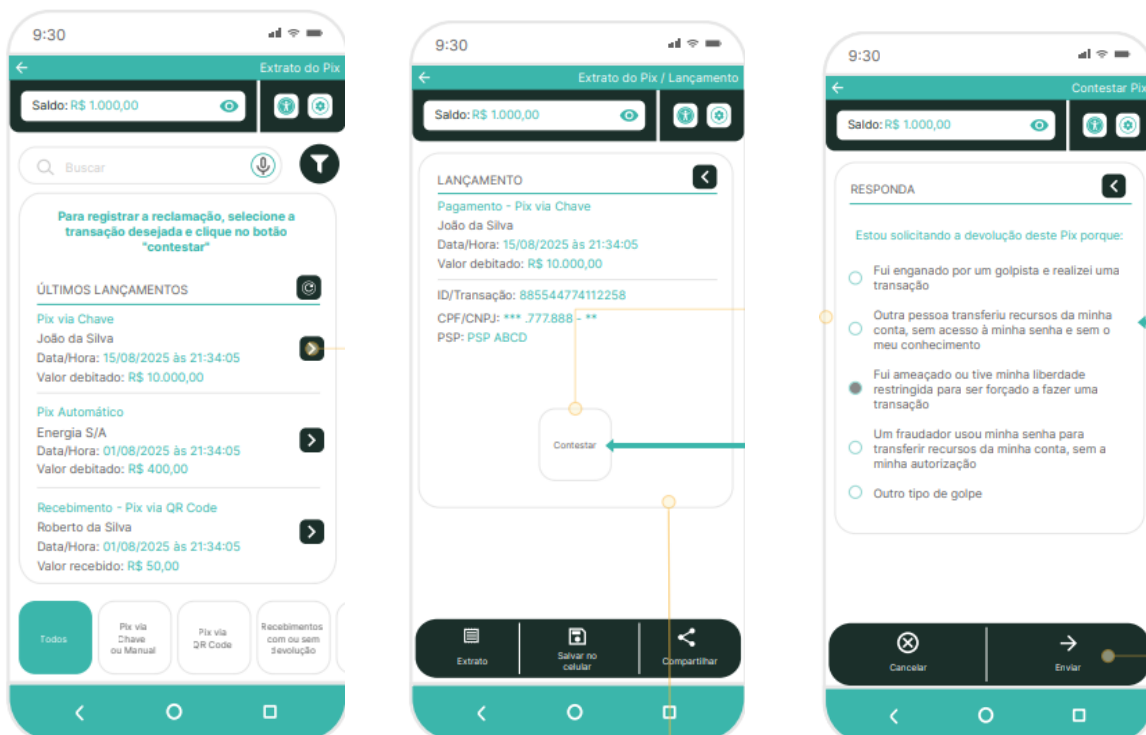 9:30
Extrato do Pix
Saldo: R$ 1.000,00
Buscar
Para registrar a reclamação, selecione a
transação desejada e clique no botão
"contestar"
ÚLTIMOS LANÇAMENTOS
Pix via Chave
João da Silva
Data/Hora: 15/08/2025 às 21:34:05
Valor debitado: R$ 10.000,00
Pix Automático
Energia S/A
Data/Hora: 01/08/2025 às 21:34:05
Valor debitado: R$ 400,00
Recebimento - Pix via QR Code
Roberto da Silva
Data/Hora: 01/08/2025 às 21:34:05
Valor recebido: R$ 50,00
Todos
Pix via
Chave
ou Manual
Pix via
QR Code
Recebimentos
com ou sem
devolução
9:30
Extrato do Pix / Lançamento
Saldo: R$ 1.000,00
LANÇAMENTO
Pagamento - Pix via Chave
João da Silva
Data/Hora: 15/08/2025 às 21:34:05
Valor debitado: R$ 10.000,00
ID/Transação: 885544774112258
CPF/CNPJ: *** .777.888 - **
PSP: PSP ABCD
Contestar
Extrato
Salvar no
celular
Compartilhar
9:30
Contestar Pix
Saldo: R$ 1.000,00
RESPONDA
Estou solicitando a devolução deste Pix porque:
Fui enganado por um golpista e realizei uma
transação
Outra pessoa transferiu recursos da minha
conta, sem acesso à minha senha e sem o
meu conhecimento
Fui ameaçado ou tive minha liberdade
restringida para ser forçado a fazer uma
transação
Um fraudador usou minha senha para
transferir recursos da minha conta, sem a
minha autorização
Outro tipo de golpe
Cancelar
Enviar